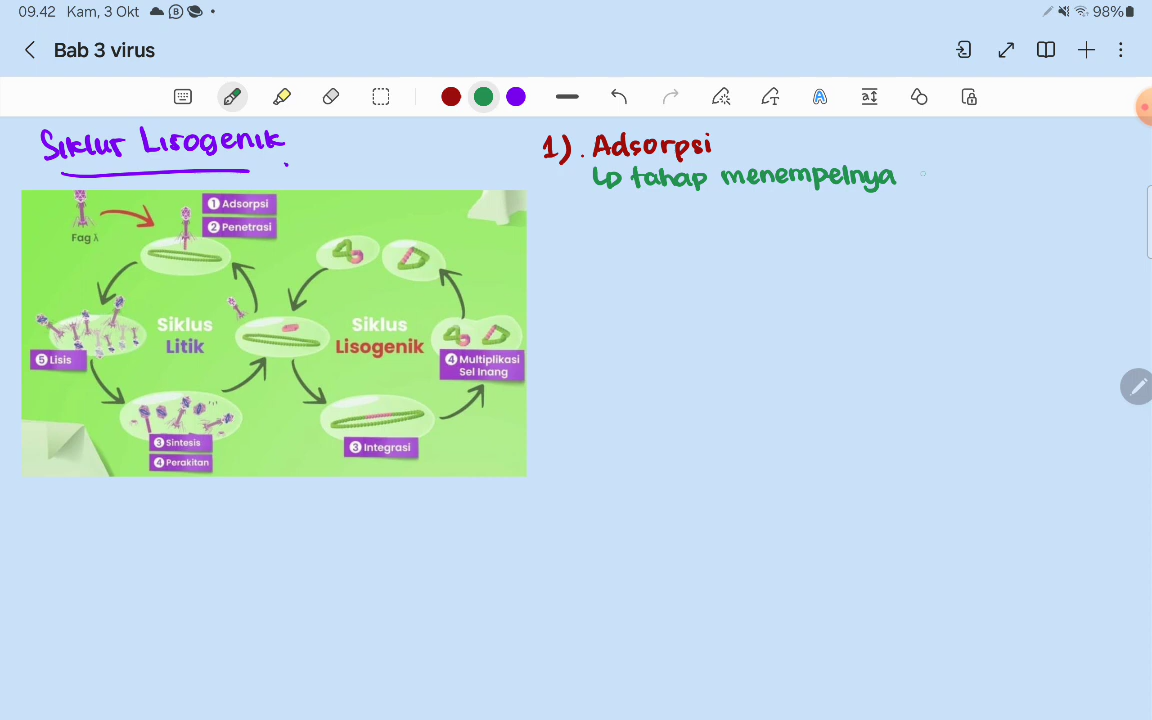 09.42 Kam, 3 Okt
98%
Bab 3 virus
Siklus Lisogenik
1). Adsorpsi
↳ tahap menempelnya
Fag λ
1 Adsorpsi
2 Penetrasi
Siklus
Litik
Siklus
Lisogenik
5 Lisis
4 Multiplikasi
Sel Inang
3 Sintesis
4 Perakitan
3 Integrasi